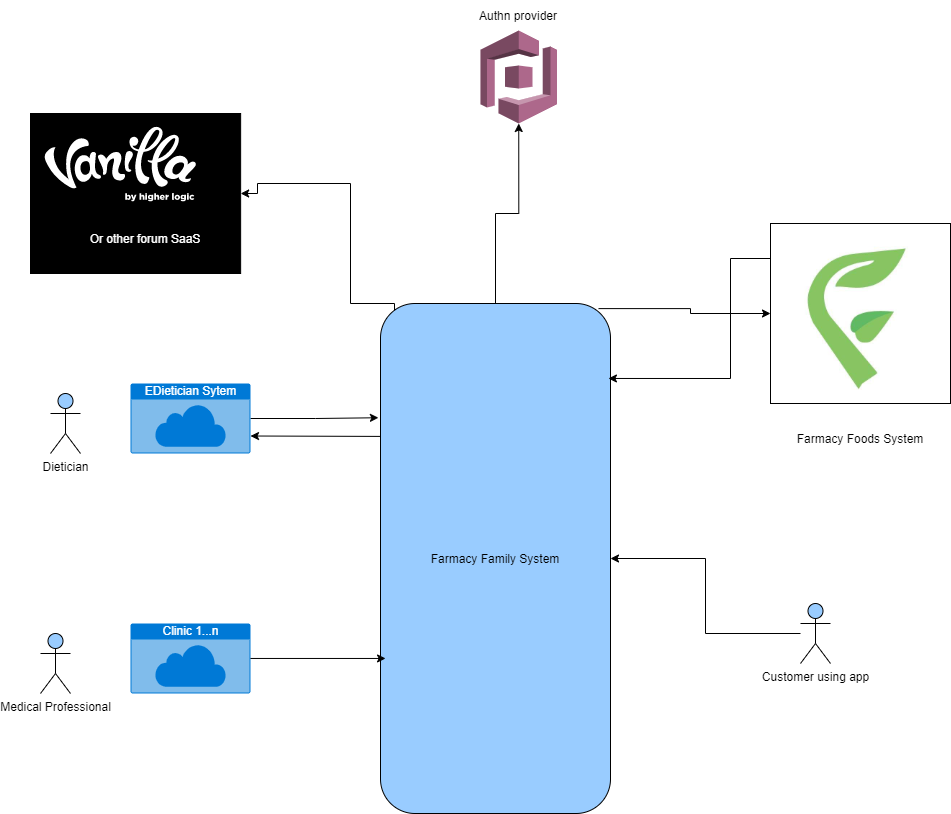 Authn provider
Vanilla
by higher logic
Or other forum SaaS
EDietician Sytem
Dietician
Farmacy Foods System
Farmacy Family System
Clinic 1...n
Medical Professional
Customer using app